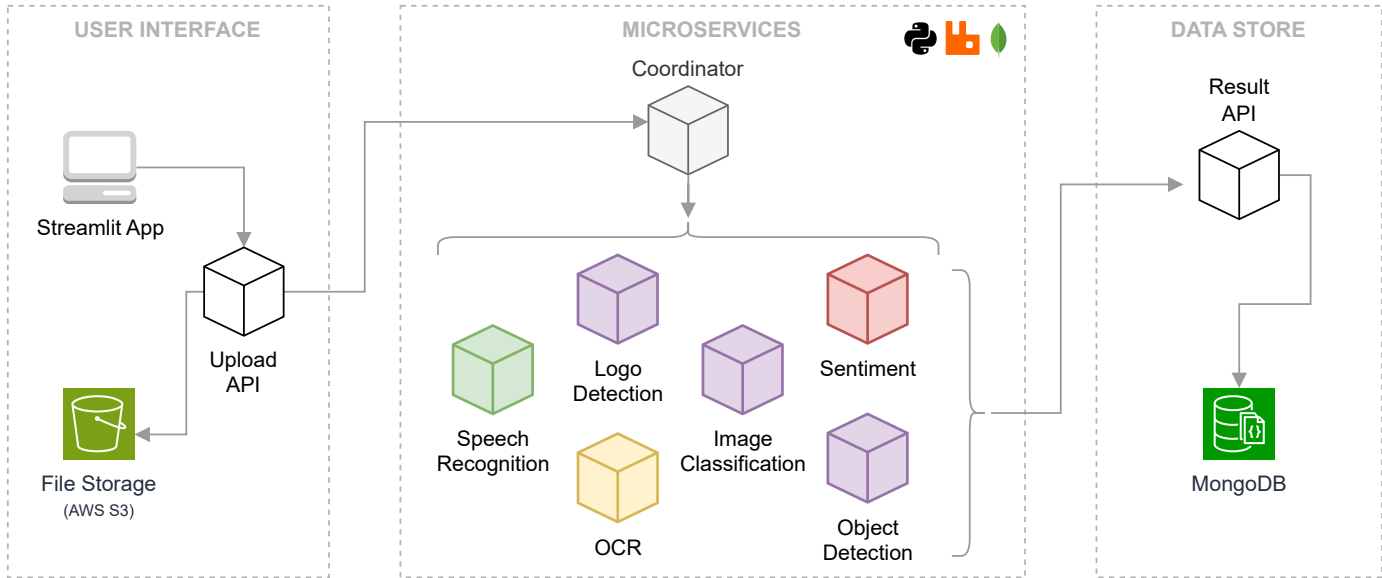 USER INTERFACE
Streamlit App
Upload
API
File Storage
(AWS S3)
MICROSERVICES
Coordinator
Logo
Detection
Sentiment
Speech
Recognition
Image
Classification
OCR
Object
Detection
DATA STORE
Result
API
{}
MongoDB